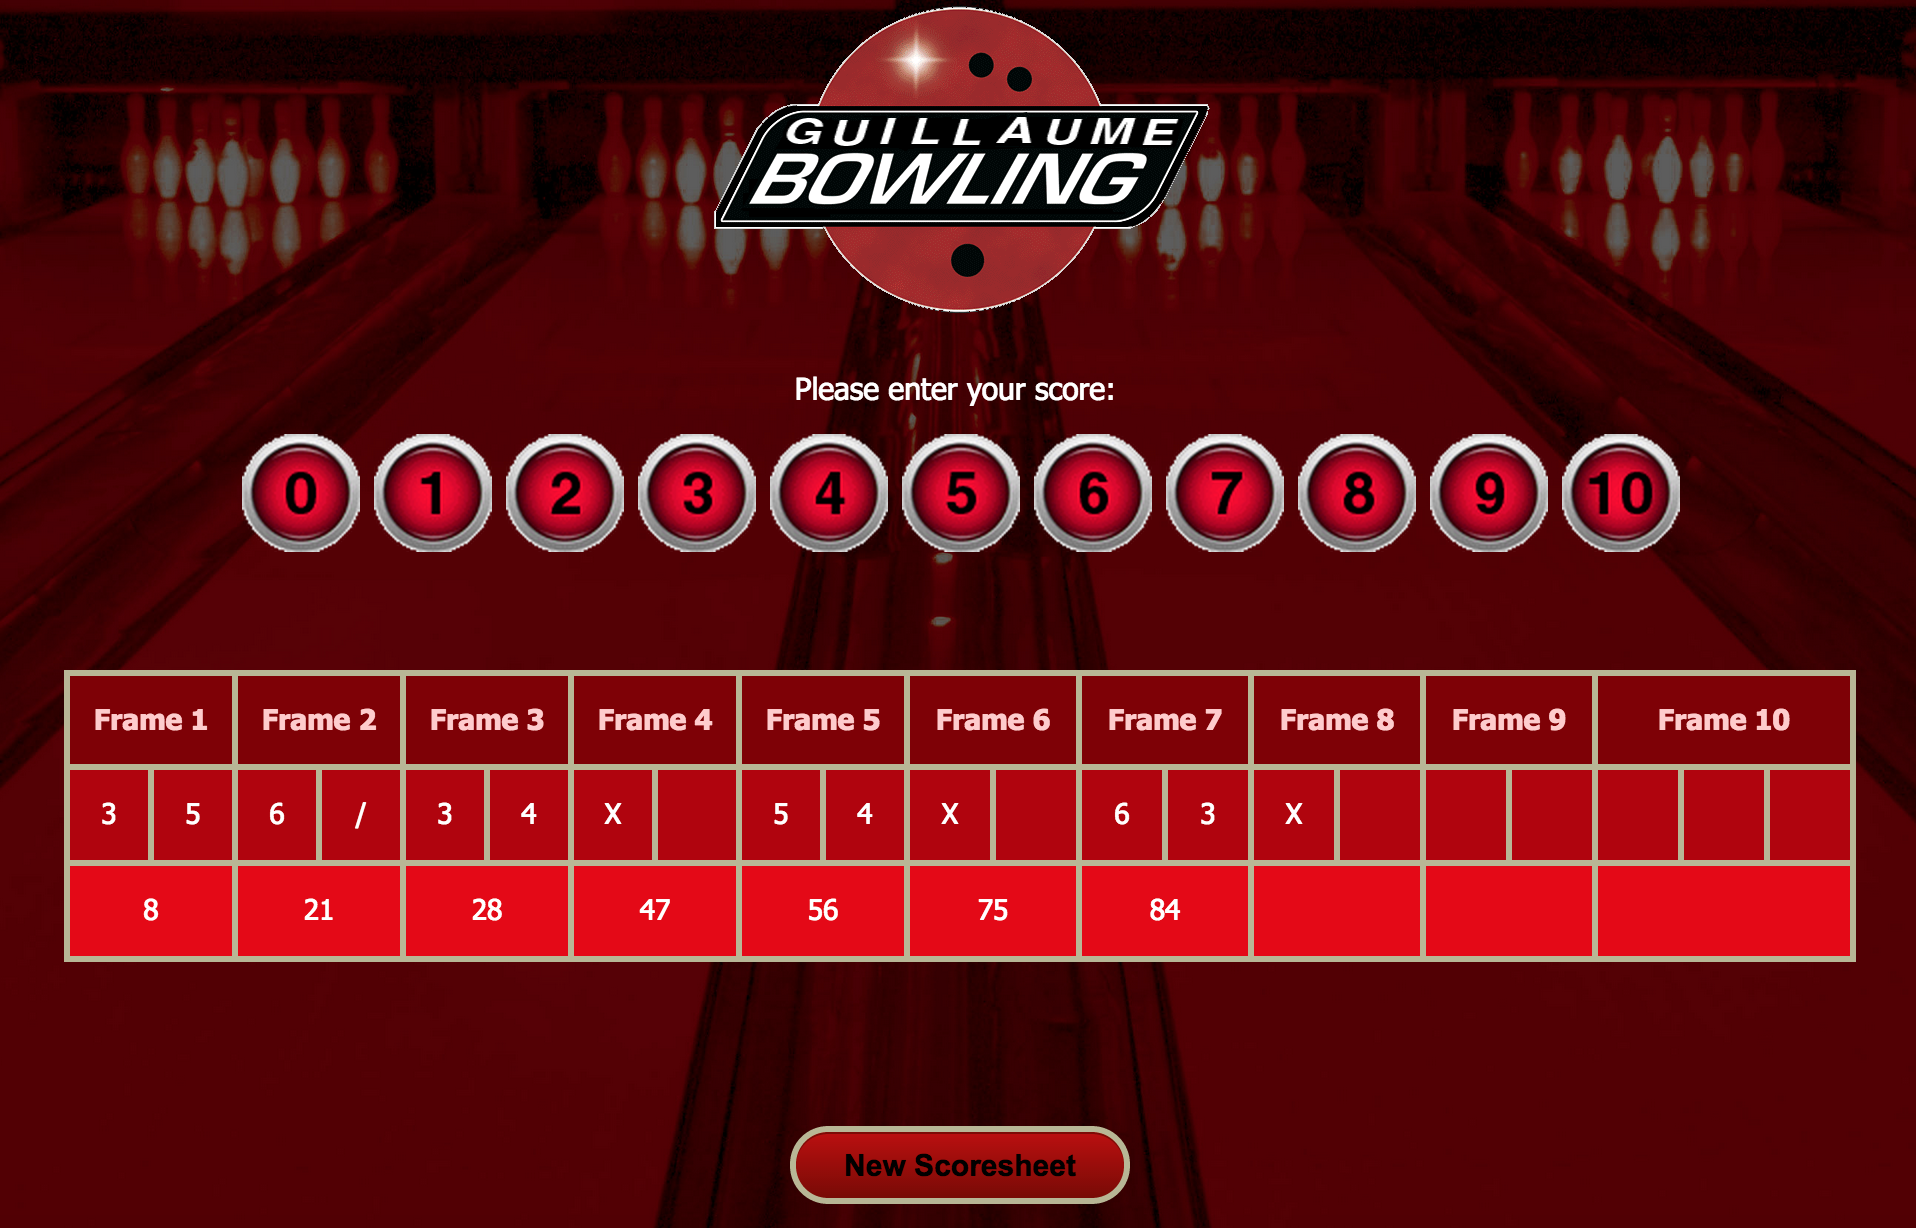 GUILLAUME
BOWLING
Please enter your score:
0 1 2 3 4 5 6 7 8 9 10
Frame 1 Frame 2 Frame 3 Frame 4 Frame 5 Frame 6 Frame 7 Frame 8 Frame 9 Frame 10
3 5 6 / 3 4 X 5 4 X 6 3 X
8 21 28 47 56 75 84
New Scoresheet